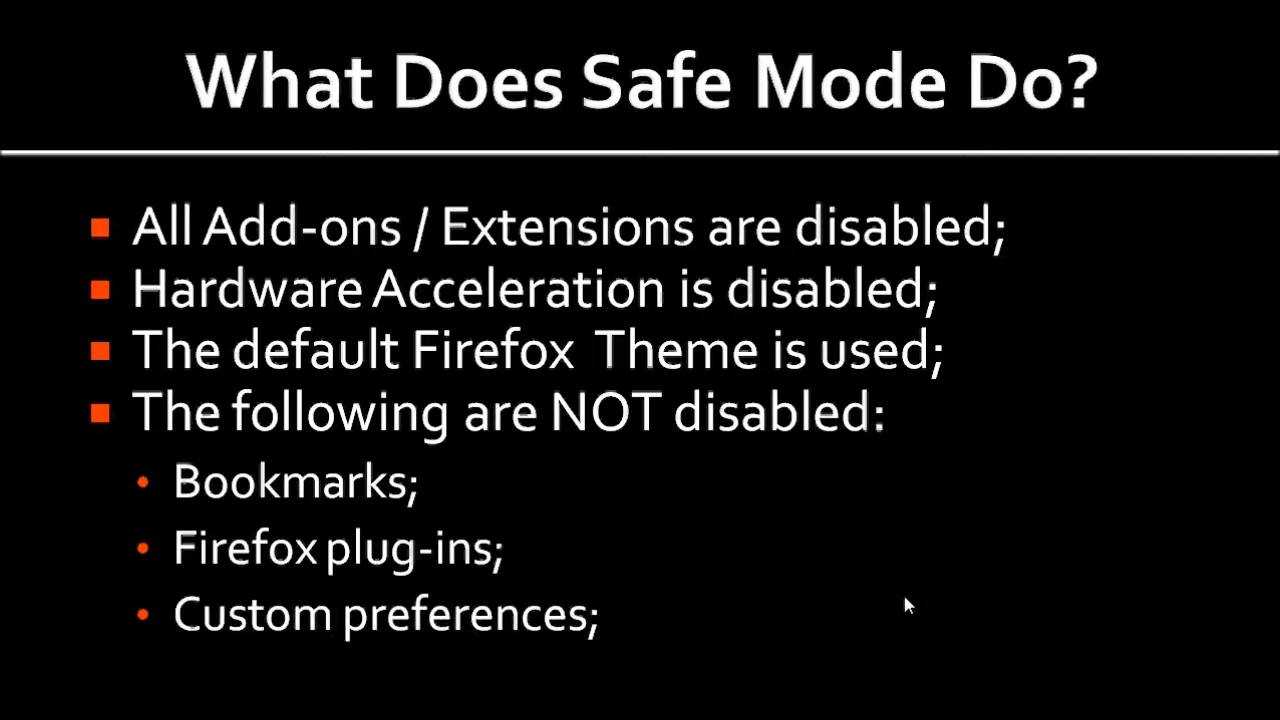 What Does Safe Mode Do?
All Add-ons / Extensions are disabled;
Hardware Acceleration is disabled;
The default Firefox Theme is used;
The following are NOT disabled:
Bookmarks;
Firefox plug-ins;
Custom preferences;